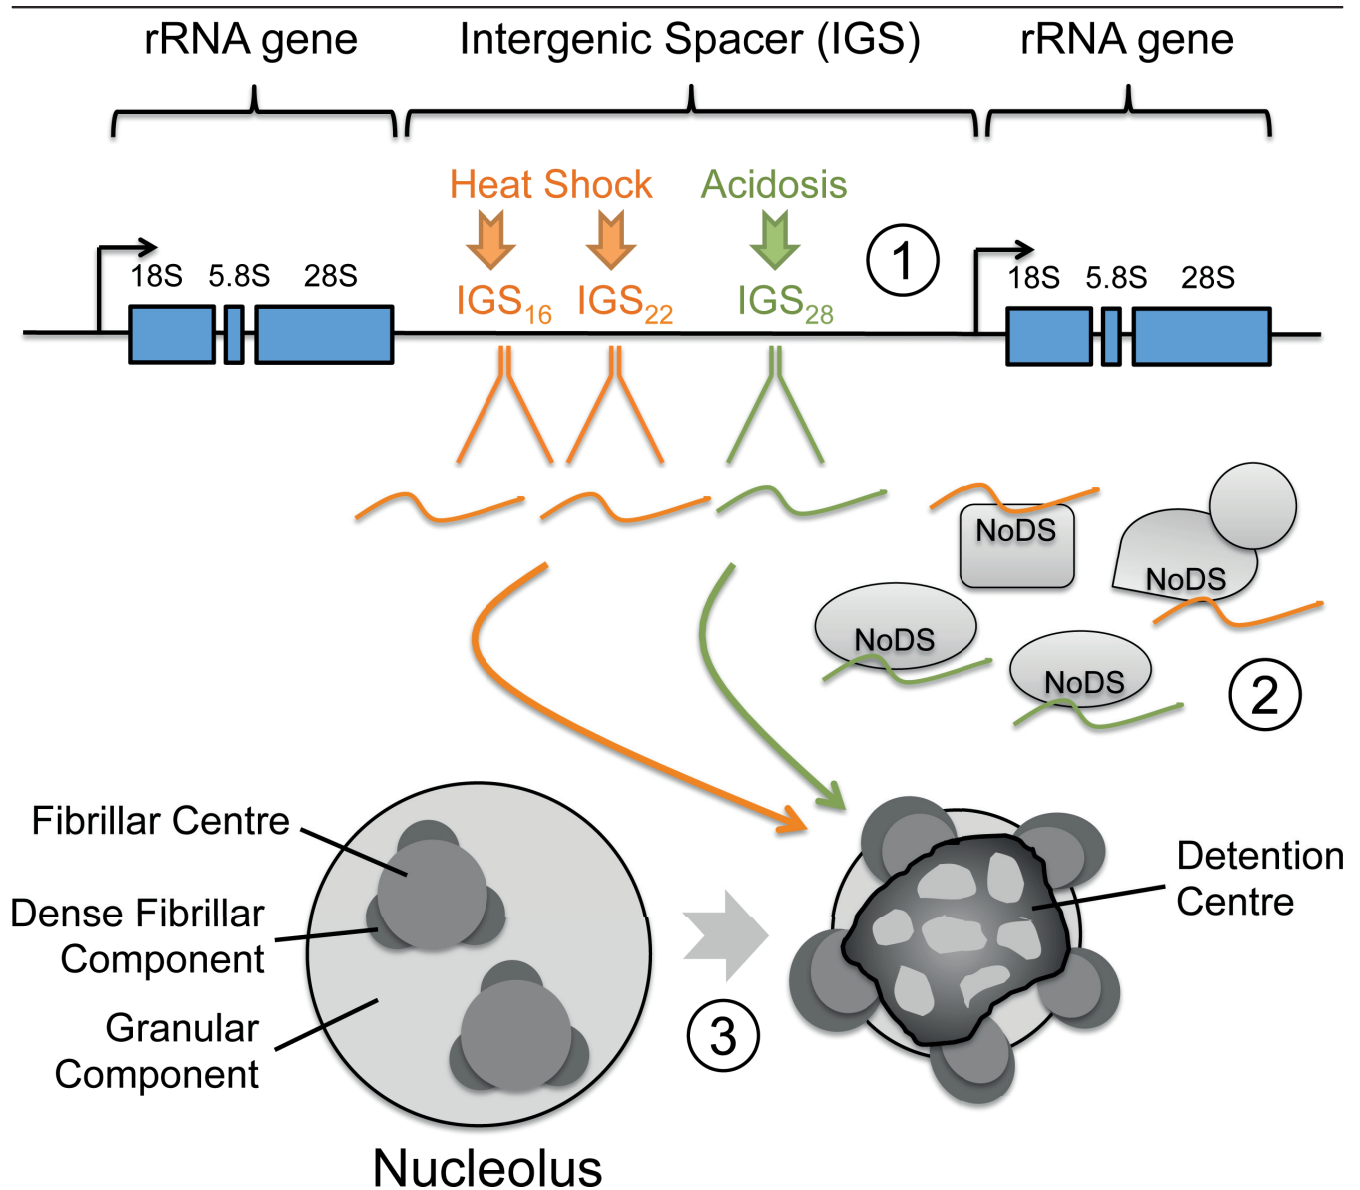 rRNA gene Intergenic Spacer (IGS) rRNA gene
Heat Shock Acidosis
1
18S 5.8S 28S IGS16 IGS22 IGS28 18S 5.8S 28S
NoDS
NoDS
NoDS
NoDS
2
Fibrillar Centre
Dense Fibrillar
Component
Granular
Component
Nucleolus
3
Detention
Centre